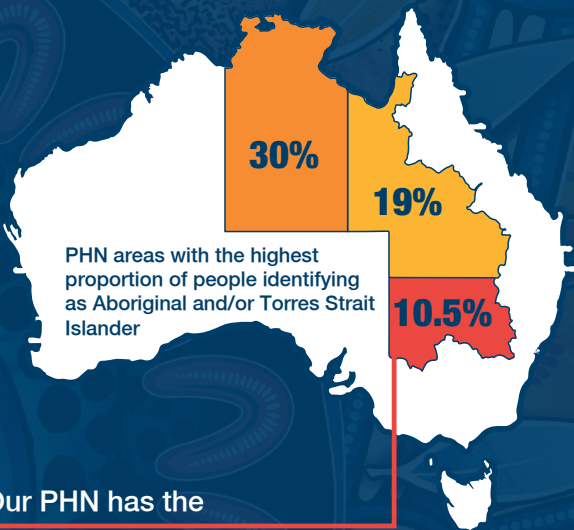 30%
19%
PHN areas with the highest
proportion of people identifying
as Aboriginal and/or Torres Strait
Islander
10.5%
Our PHN has the